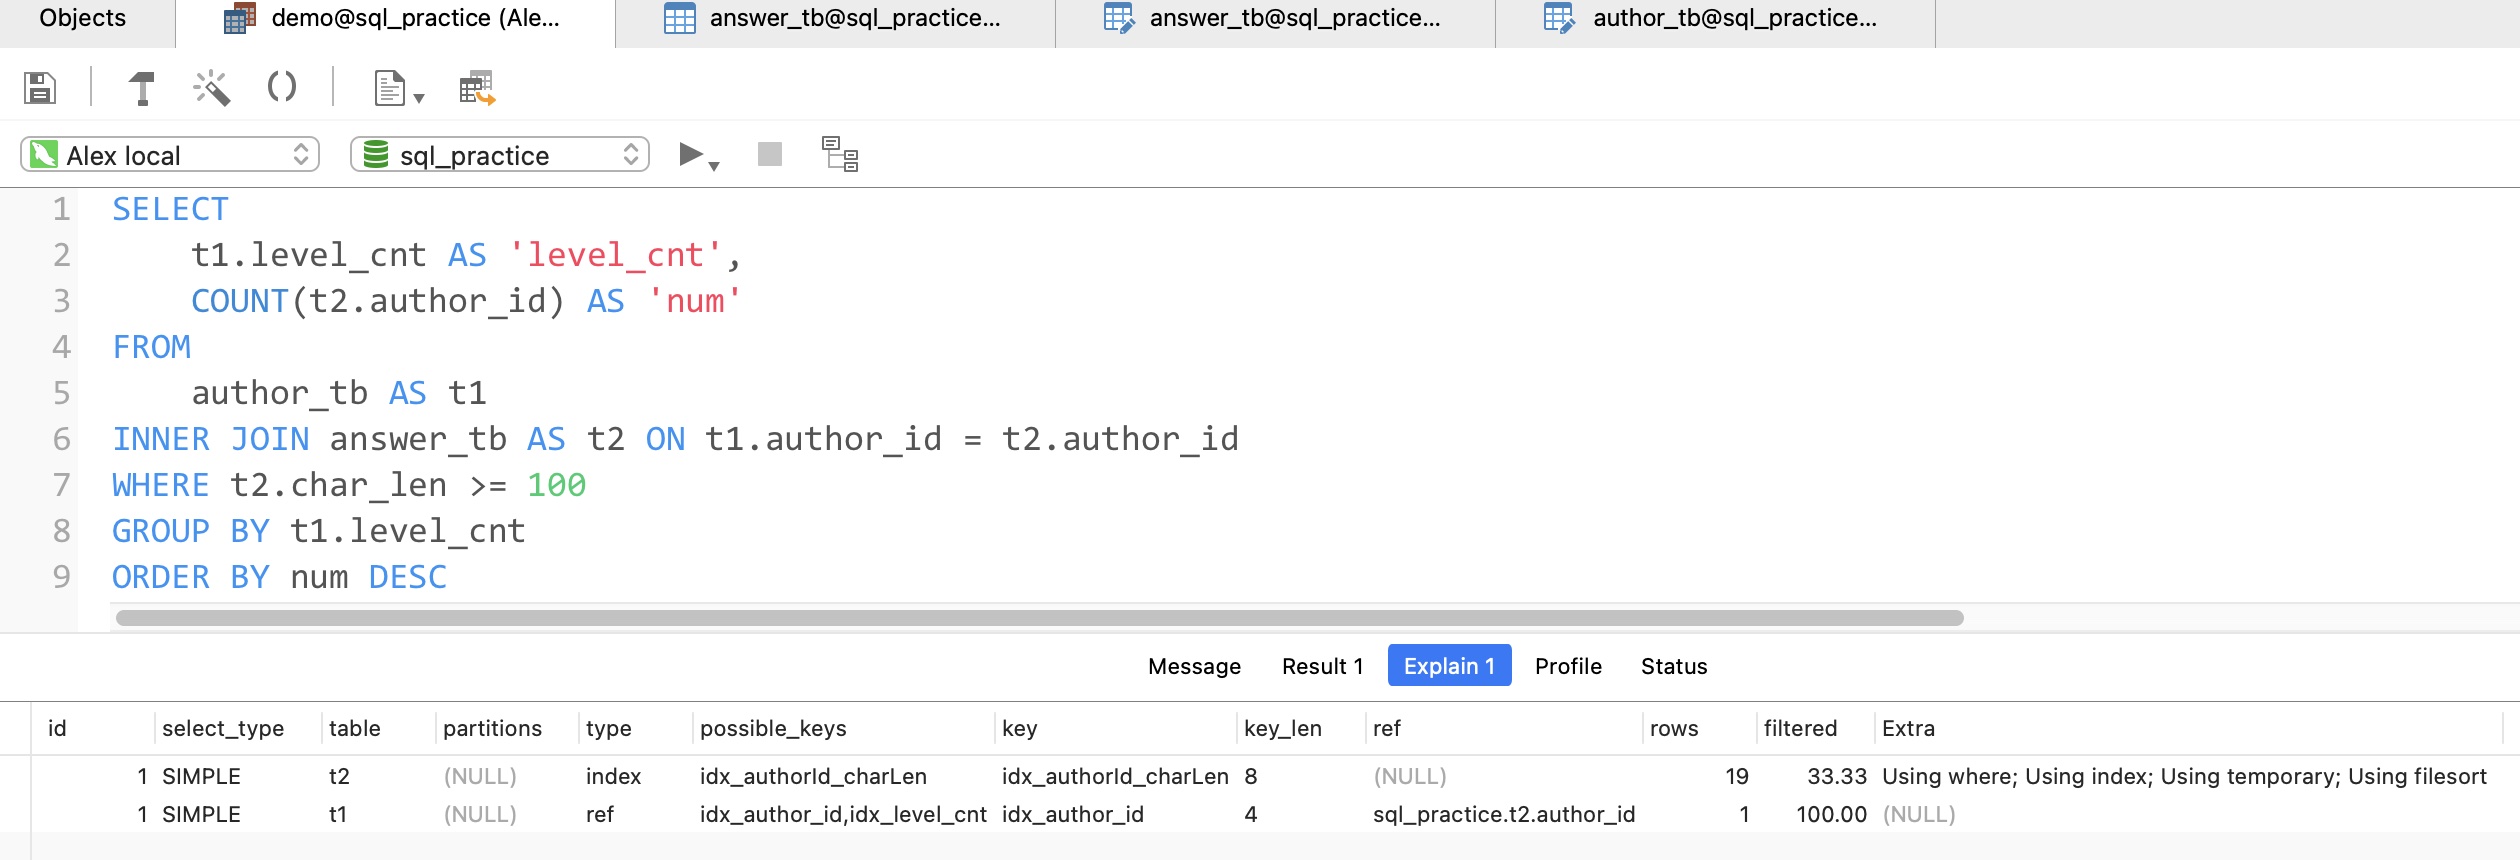 Objects demo@sql_practice (Ale... answer_tb@sql_practice... answer_tb@sql_practice... author_tb@sql_practice...
Alex local sql_practice
1 SELECT
2 t1.level_cnt AS 'level_cnt',
3 COUNT(t2.author_id) AS 'num'
4 FROM
5 author_tb AS t1
6 INNER JOIN answer_tb AS t2 ON t1.author_id = t2.author_id
7 WHERE t2.char_len >= 100
8 GROUP BY t1.level_cnt
9 ORDER BY num DESC
Message Result 1 Explain 1 Profile Status
id select_type table partitions type possible_keys key key_len ref rows filtered Extra
1 SIMPLE t2 (NULL) index idx_authorId_charLen idx_authorId_charLen 8 (NULL) 19 33.33 Using where; Using index; Using temporary; Using filesort
1 SIMPLE t1 (NULL) ref idx_author_id,idx_level_cnt idx_author_id 4 sql_practice.t2.author_id 1 100.00 (NULL)